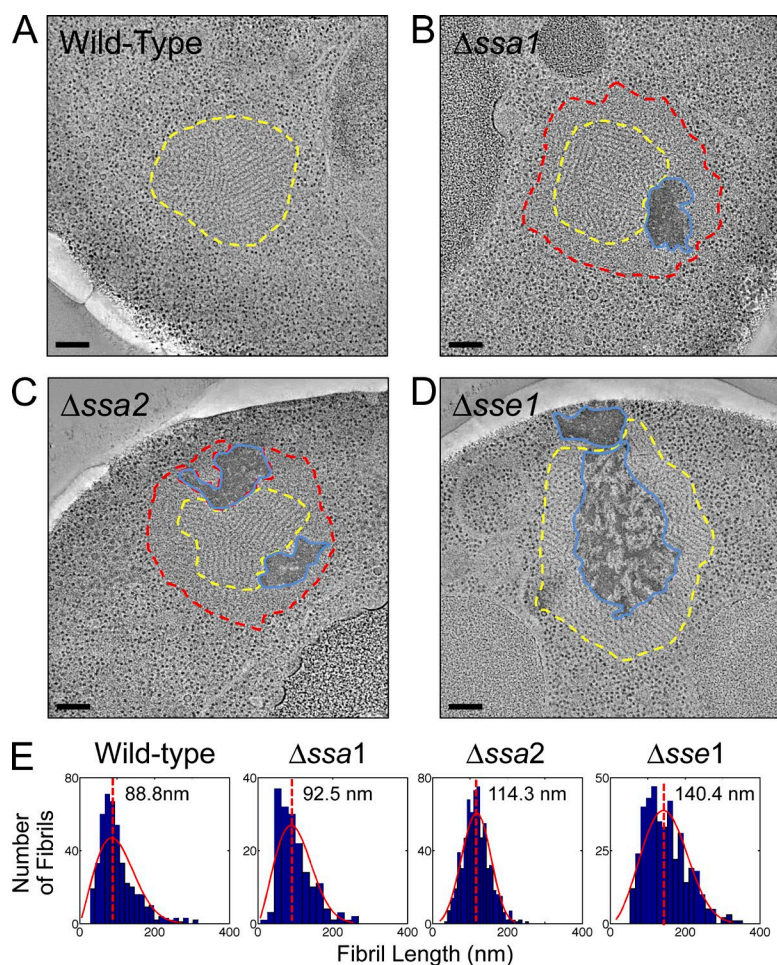 A
Wild-Type
B
Δssa1
C
Δssa2
D
Δsse1
E
Wild-type
Δssa1
Δssa2
Δsse1
Number of Fibrils
80
40
0
88.8nm
0 200 400
40
20
0
92.5 nm
0 200 400
80
40
0
114.3 nm
0 200 400
50
25
0
140.4 nm
0 200 400
Fibril Length (nm)